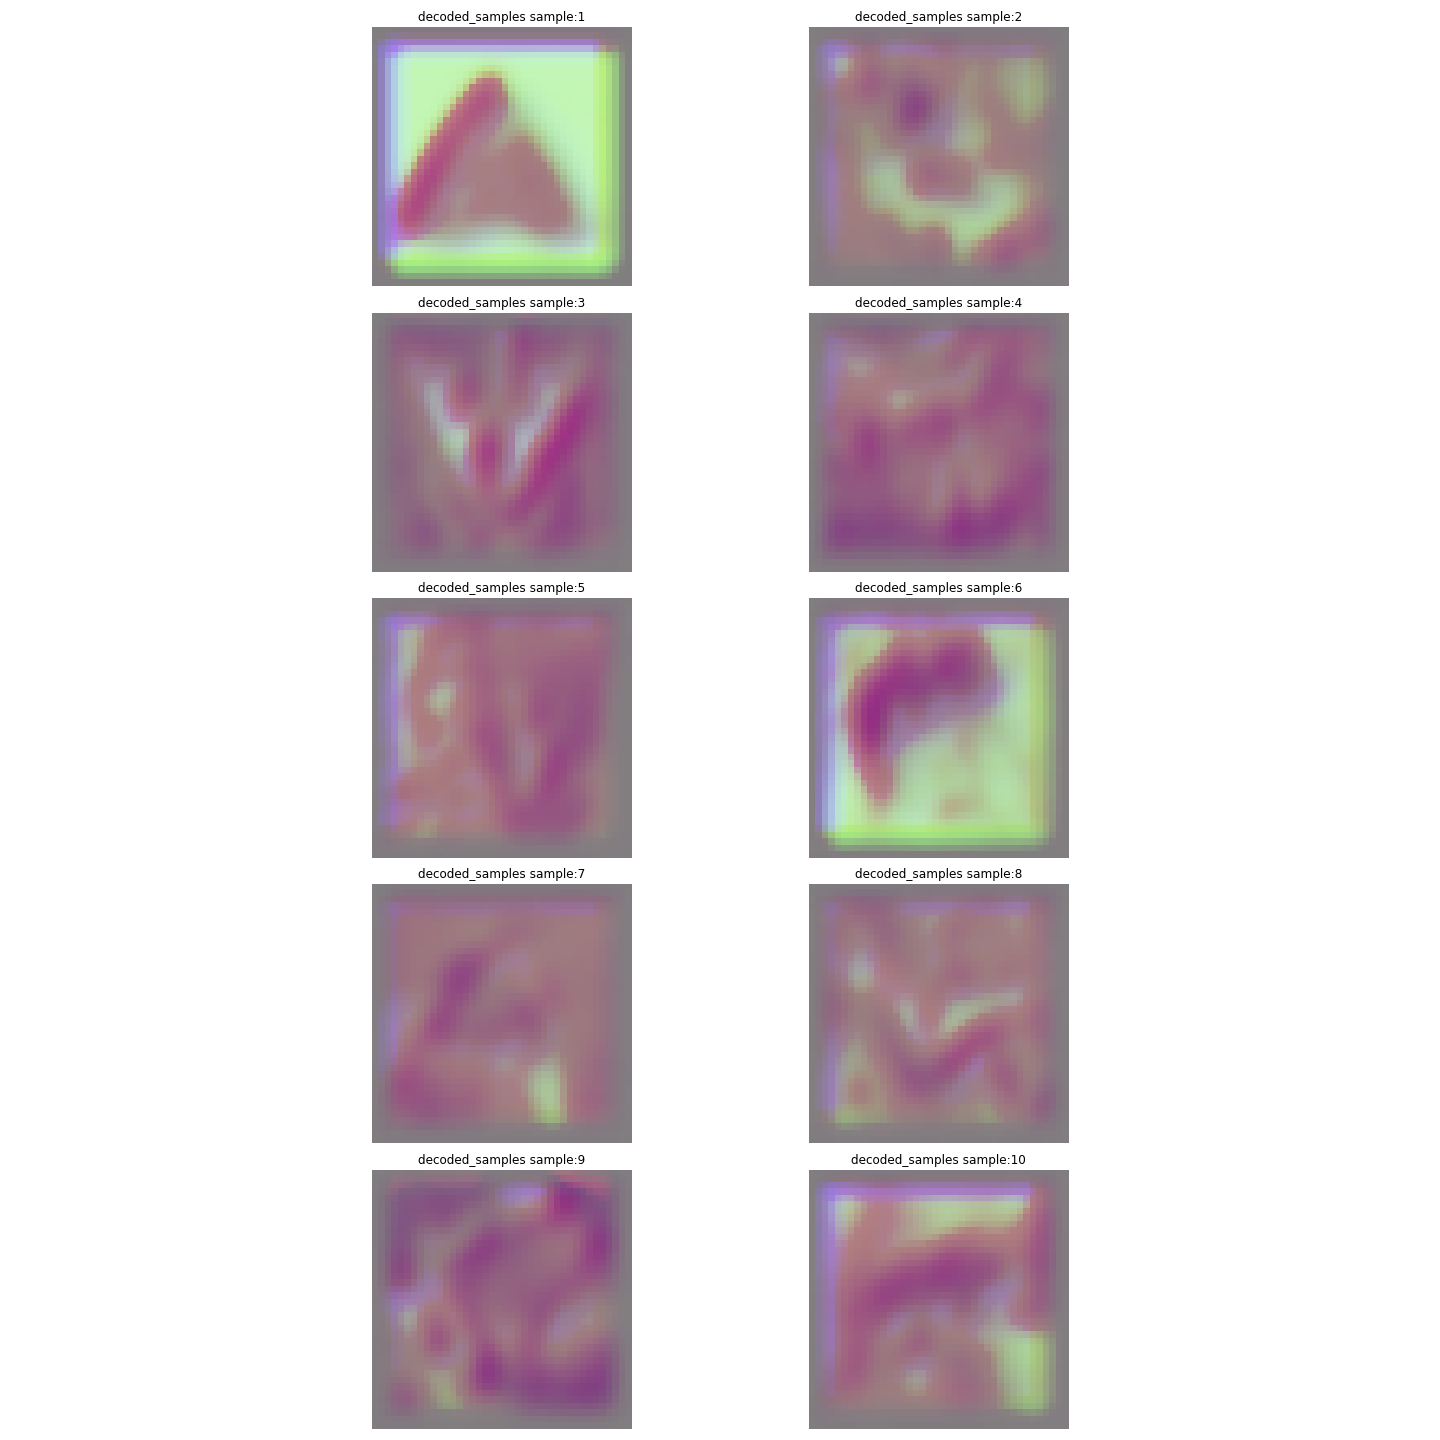 decoded_samples sample:1
decoded_samples sample:2
decoded_samples sample:3
decoded_samples sample:4
decoded_samples sample:5
decoded_samples sample:6
decoded_samples sample:7
decoded_samples sample:8
decoded_samples sample:9
decoded_samples sample:10